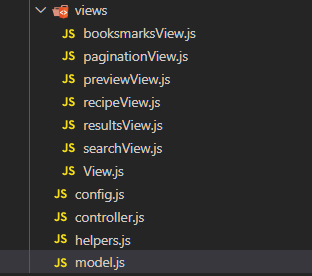 views
JS booksmarksView.js
JS paginationView.js
JS previewView.js
JS recipeView.js
JS resultsView.js
JS searchView.js
JS View.js
JS config.js
JS controller.js
JS helpers.js
JS model.js